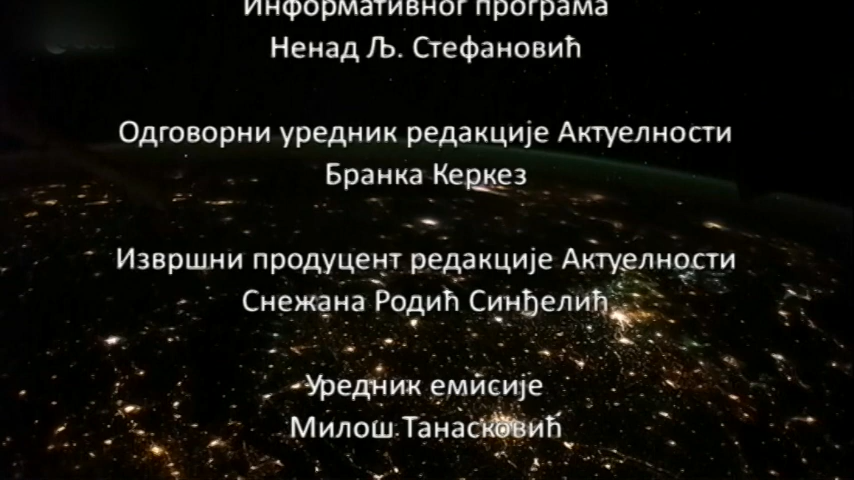 Информативног програма
Ненад Љ. Стефановић
Одговорни уредник редакције Актуелности
Бранка Керкез
Извршни продуцент редакције Актуелности
Снежана Родић Синђелић
Уредник емисије
Милош Танасковић